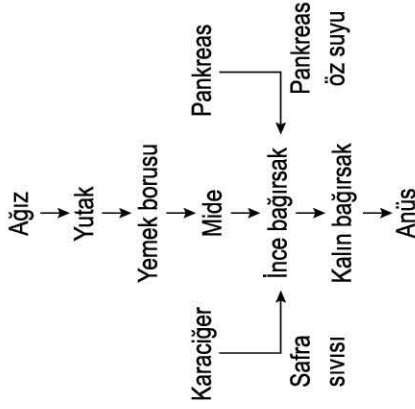 Ağız
Yutak
Yemek borusu
Mide
İnce bağırsak
Kalın bağırsak
Anüs
Karaciğer
Safra
sıvısı
Pankreas
Pankreas
öz suyu